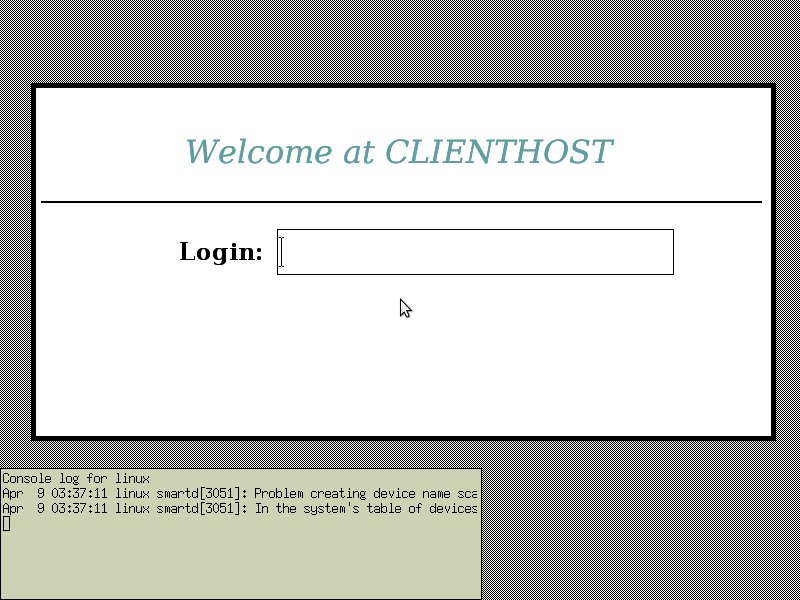 Welcome at CLIENTHOST
Login:
Console log for linux
Apr  9 03:37:11 linux smartd[3051]: Problem creating device name sca
Apr  9 03:37:11 linux smartd[3051]: In the system's table of devices